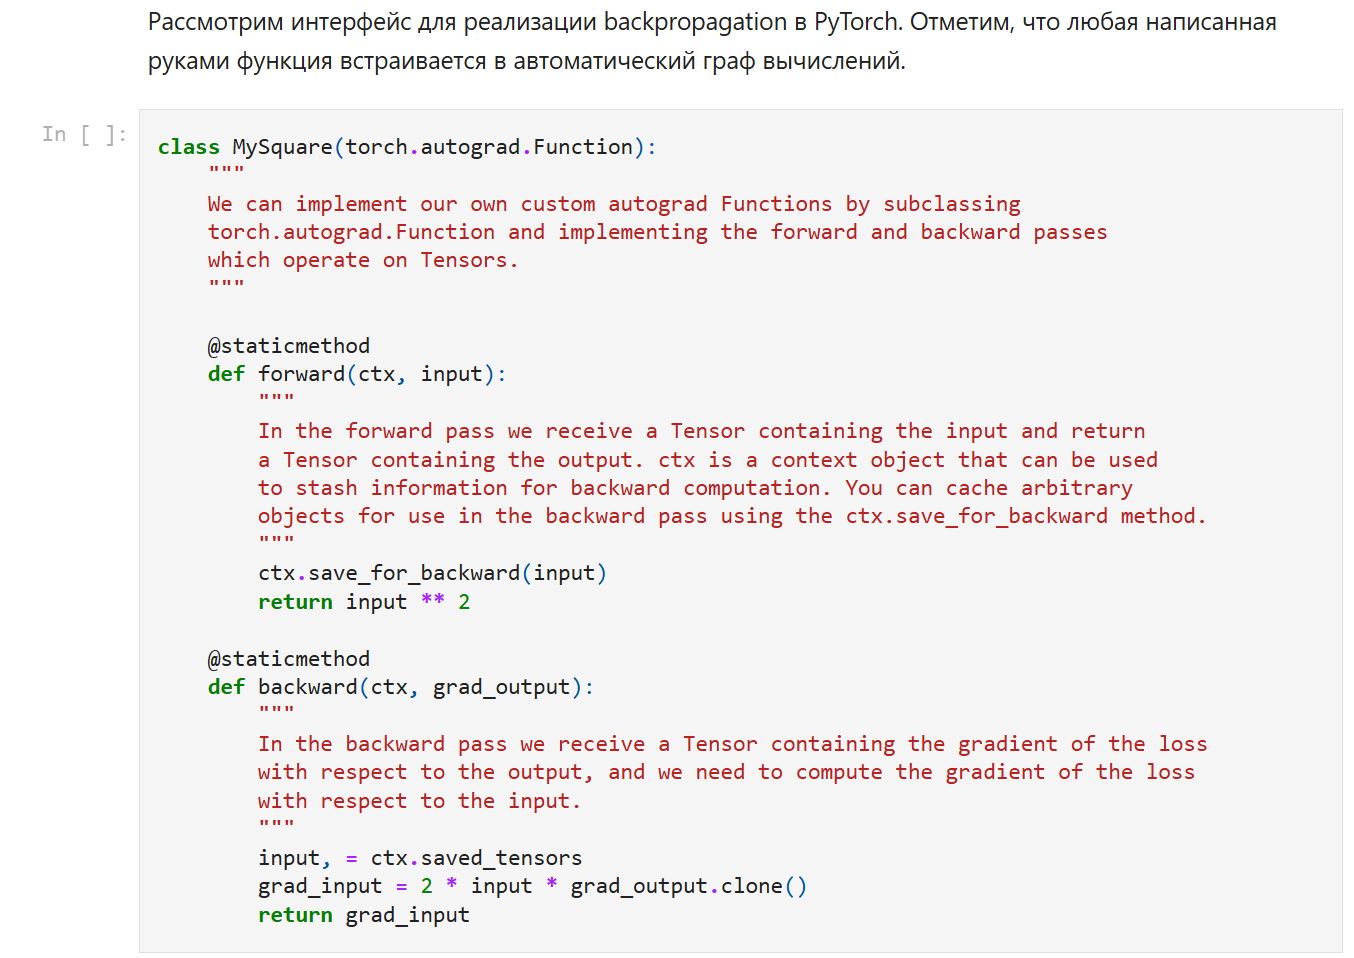 Рассмотрим интерфейс для реализации backpropagation в PyTorch. Отметим, что любая написанная
руками функция встраивается в автоматический граф вычислений.
In [ ]:
class MySquare(torch.autograd.Function):
    """
    We can implement our own custom autograd Functions by subclassing
    torch.autograd.Function and implementing the forward and backward passes
    which operate on Tensors.
    """
    @staticmethod
    def forward(ctx, input):
        """
        In the forward pass we receive a Tensor containing the input and return
        a Tensor containing the output. ctx is a context object that can be used
        to stash information for backward computation. You can cache arbitrary
        objects for use in the backward pass using the ctx.save_for_backward method.
        """
        ctx.save_for_backward(input)
        return input ** 2
    @staticmethod
    def backward(ctx, grad_output):
        """
        In the backward pass we receive a Tensor containing the gradient of the loss
        with respect to the output, and we need to compute the gradient of the loss
        with respect to the input.
        """
        input, = ctx.saved_tensors
        grad_input = 2 * input * grad_output.clone()
        return grad_input